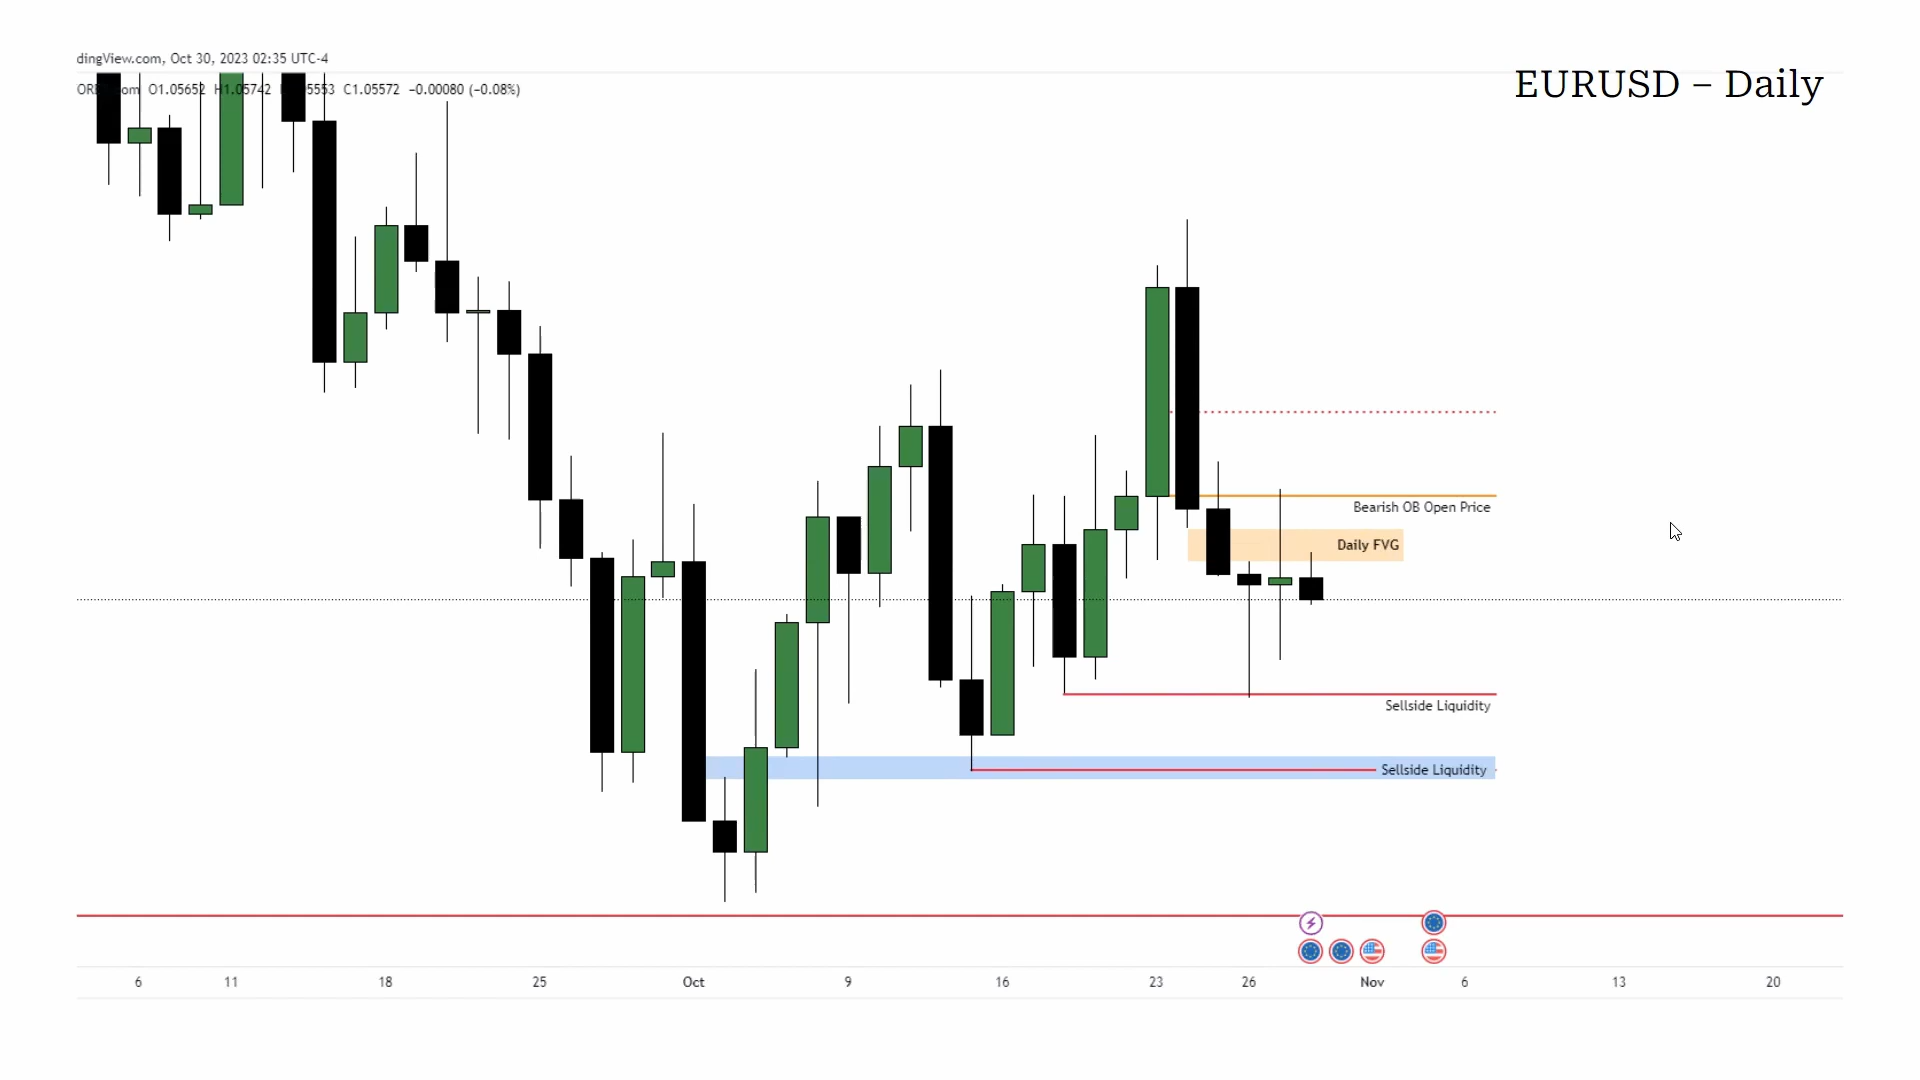 dingView.com, Oct 30, 2023 02:35 UTC-4
EURUSD – Daily
O1.05652 H1.05742 C1.05572 −0.00080 (−0.08%)
Bearish OB Open Price
Daily FVG
Sellside Liquidity
Sellside Liquidity
6 11 18 25 Oct 9 16 23 26 Nov 6 13 20